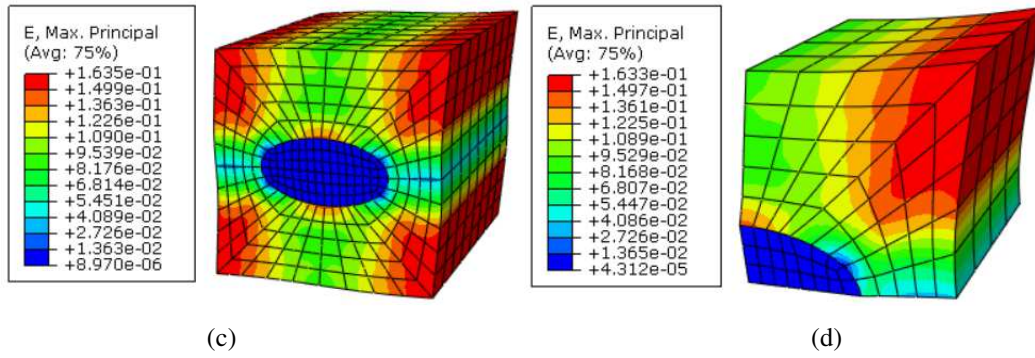 E, Max. Principal
(Avg: 75%)
+1.635e-01
+1.499e-01
+1.363e-01
+1.226e-01
+1.090e-01
+9.539e-02
+8.176e-02
+6.814e-02
+5.451e-02
+4.089e-02
+2.726e-02
+1.363e-02
+8.970e-06
E, Max. Principal
(Avg: 75%)
+1.633e-01
+1.497e-01
+1.361e-01
+1.225e-01
+1.089e-01
+9.529e-02
+8.168e-02
+6.807e-02
+5.447e-02
+4.086e-02
+2.726e-02
+1.365e-02
+4.312e-05
(c)
(d)